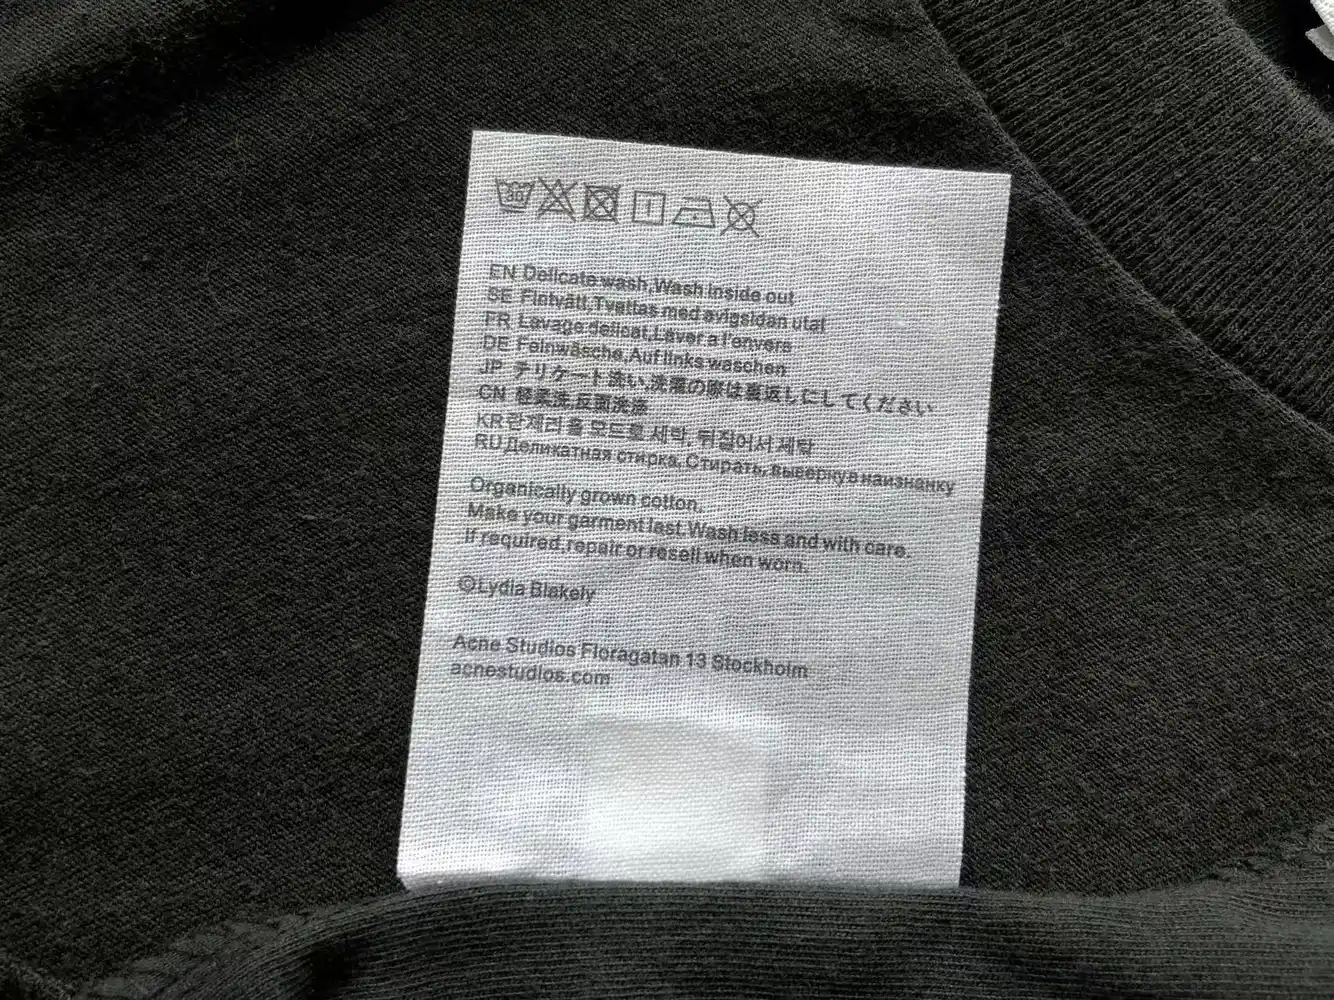 30
EN Delicate wash,Wash inside out
SE Fintvätt,Tvättas med avigsidan utåt
FR Lavage délicat,Laver à l'envers
DE Feinwäsche,Auf links waschen
JP デリケート洗い,洗濯の際は裏返しにしてください
CN 轻柔洗,反面洗涤
KR란제리울 모드로 세탁, 뒤집어서 세탁
RUДеликатная стирка, Стирать, вывернув наизнанку
Organically grown cotton.
Make your garment last.Wash less and with care.
If required,repair or resell when worn.
©Lydia Blakely
Acne Studios Floragatan 13 Stockholm
acnestudios.com